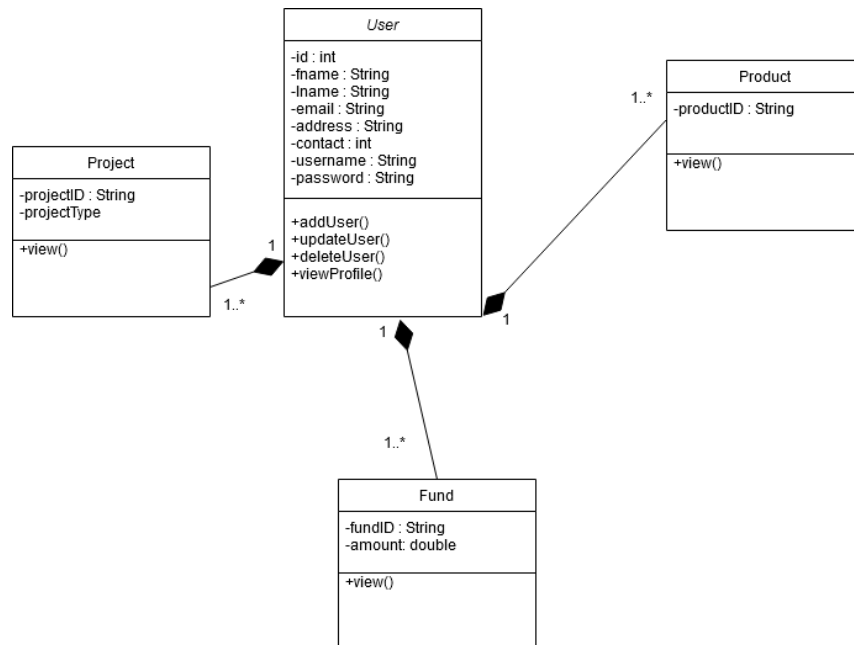 User
-id : int
-fname : String
-lname : String
-email : String
-address : String
-contact : int
-username : String
-password : String
+addUser()
+updateUser()
+deleteUser()
+viewProfile()
Product
-productID : String
+view()
1..*
1
Project
-projectID : String
-projectType
+view()
1
1..*
1
1..*
Fund
-fundID : String
-amount: double
+view()